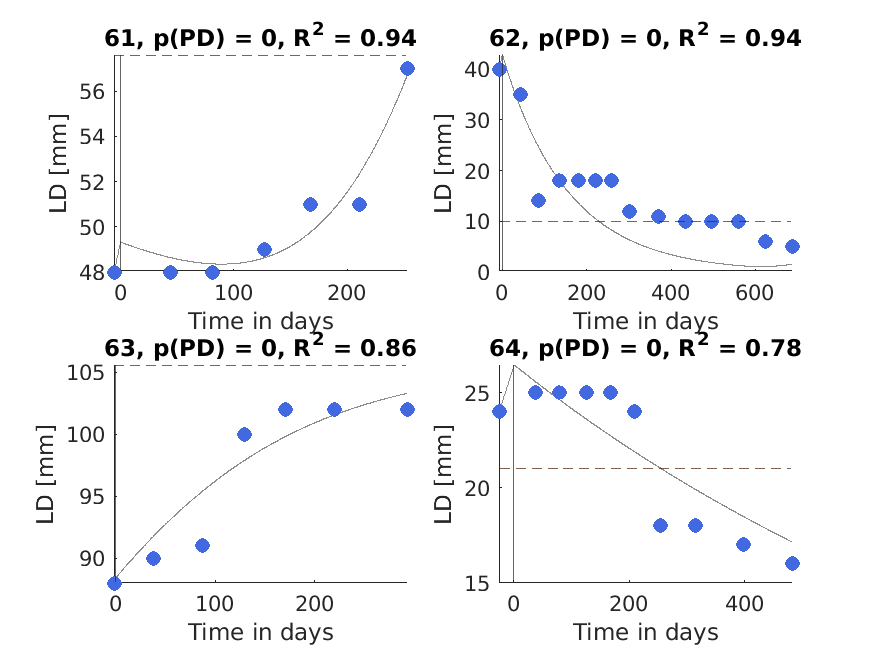 61, p(PD) = 0, R² = 0.94
LD [mm]
56
54
52
50
48
0 100 200
Time in days
62, p(PD) = 0, R² = 0.94
LD [mm]
40
30
20
10
0
0 200 400 600
Time in days
63, p(PD) = 0, R² = 0.86
LD [mm]
105
100
95
90
0 100 200
Time in days
64, p(PD) = 0, R² = 0.78
LD [mm]
25
20
15
0 200 400
Time in days